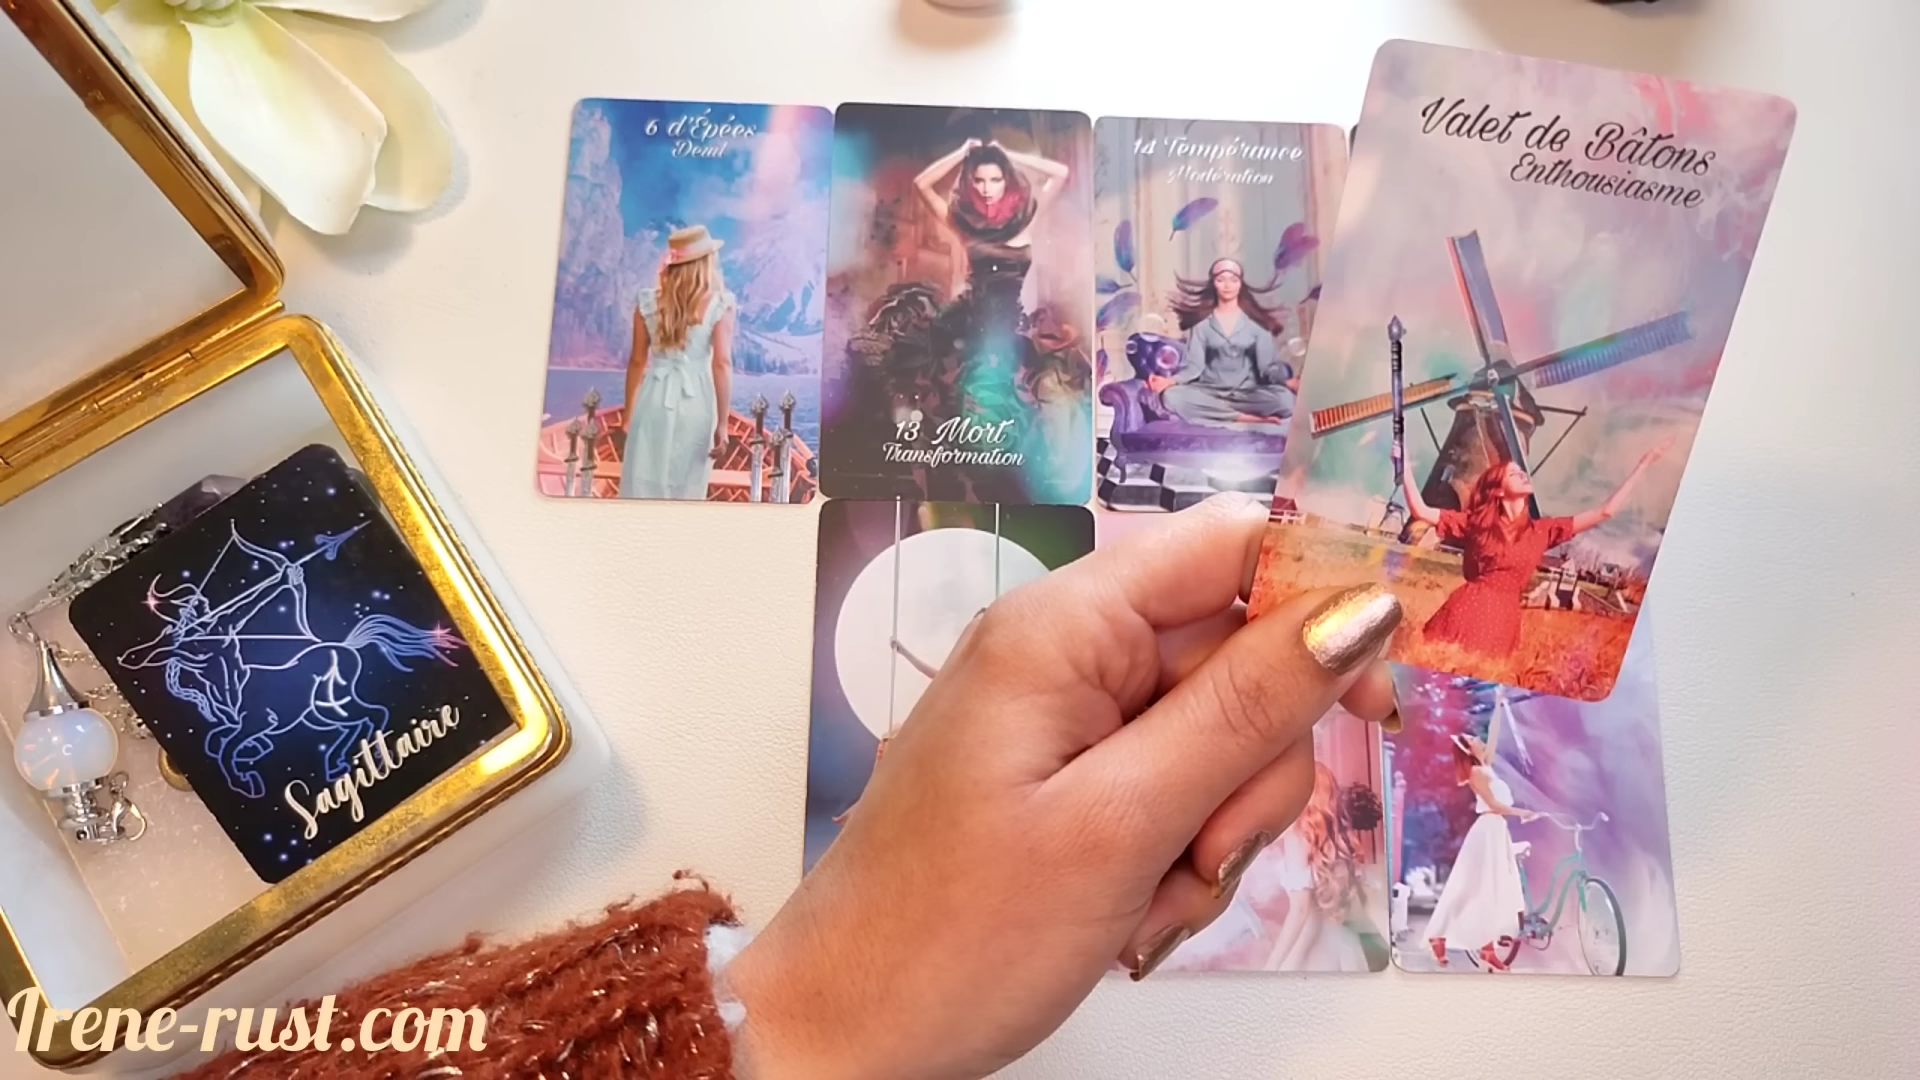 6 d'Épées
Deuil
13 Mort
Transformation
14 Tempérance
Modération
Valet de Bâtons
Enthousiasme
Sagittaire
Irene-rust.com